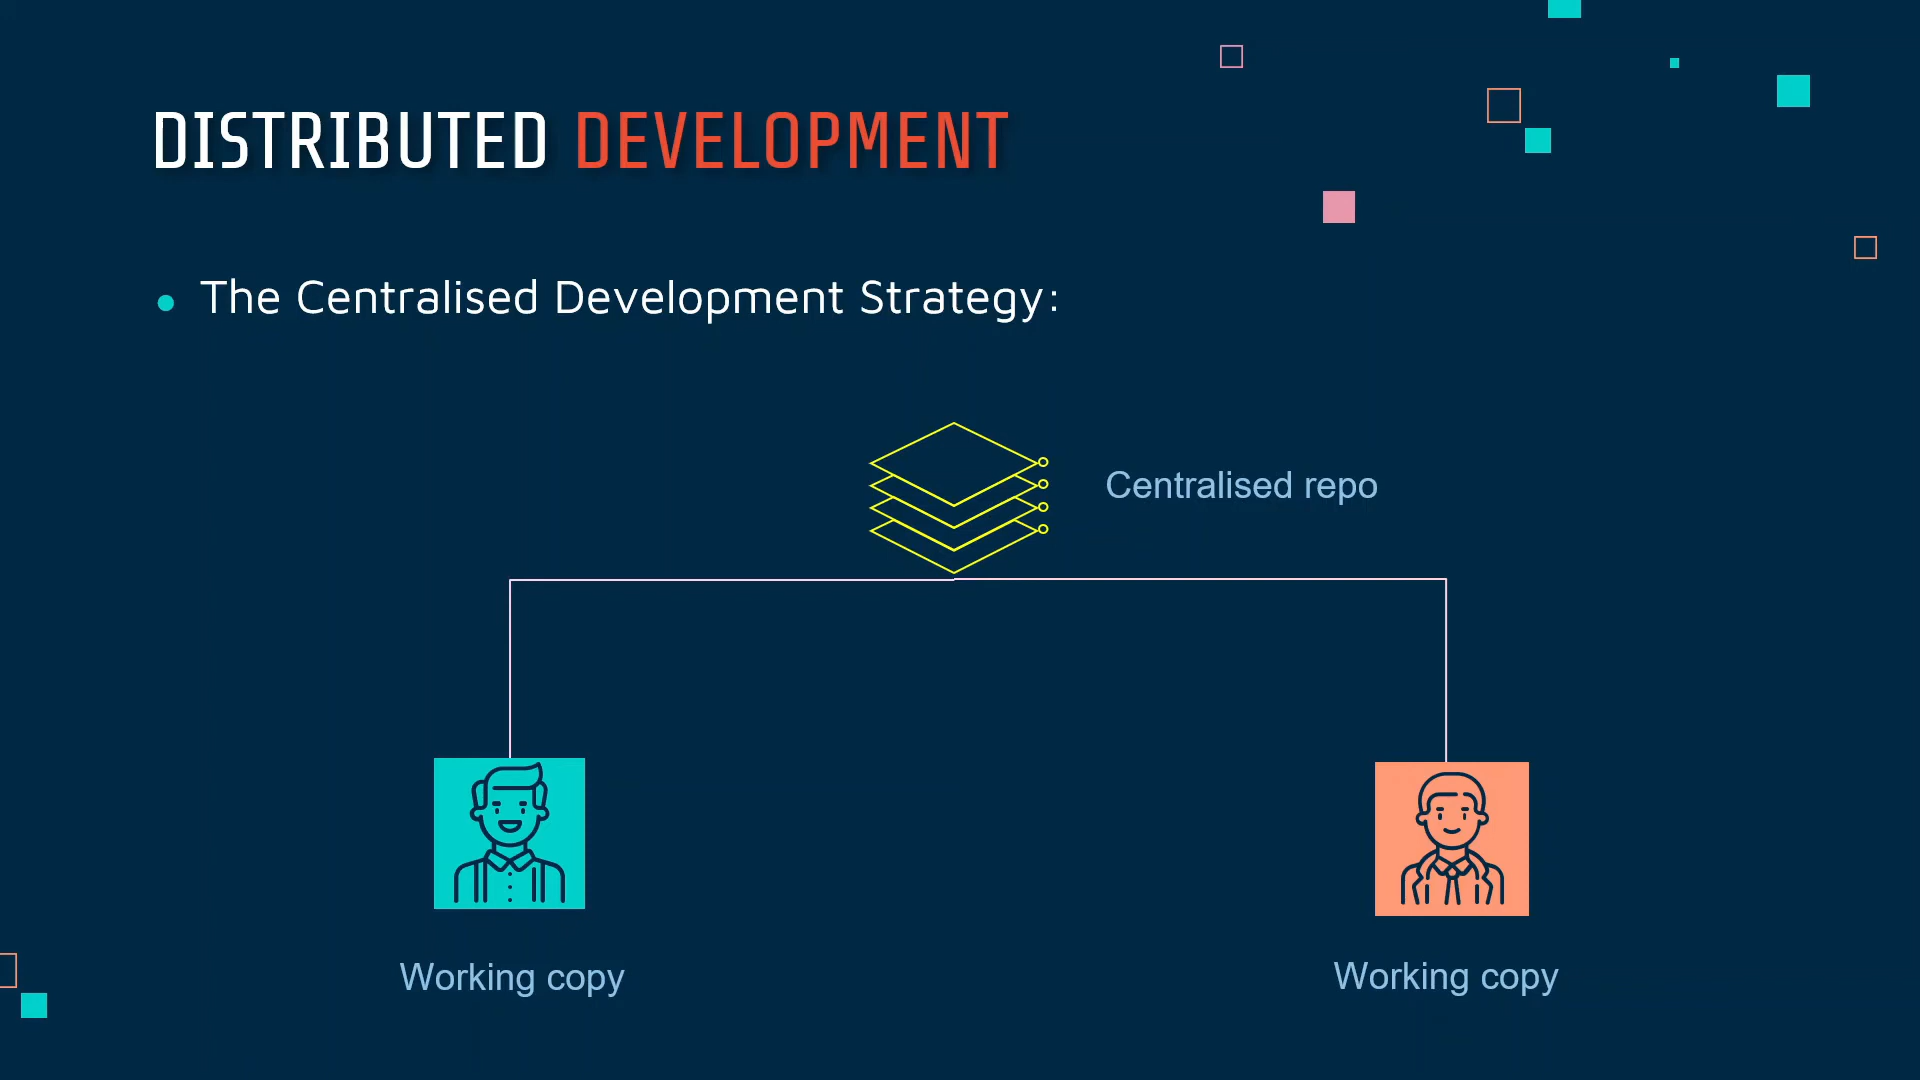 DISTRIBUTED DEVELOPMENT
The Centralised Development Strategy:
Centralised repo
Working copy
Working copy